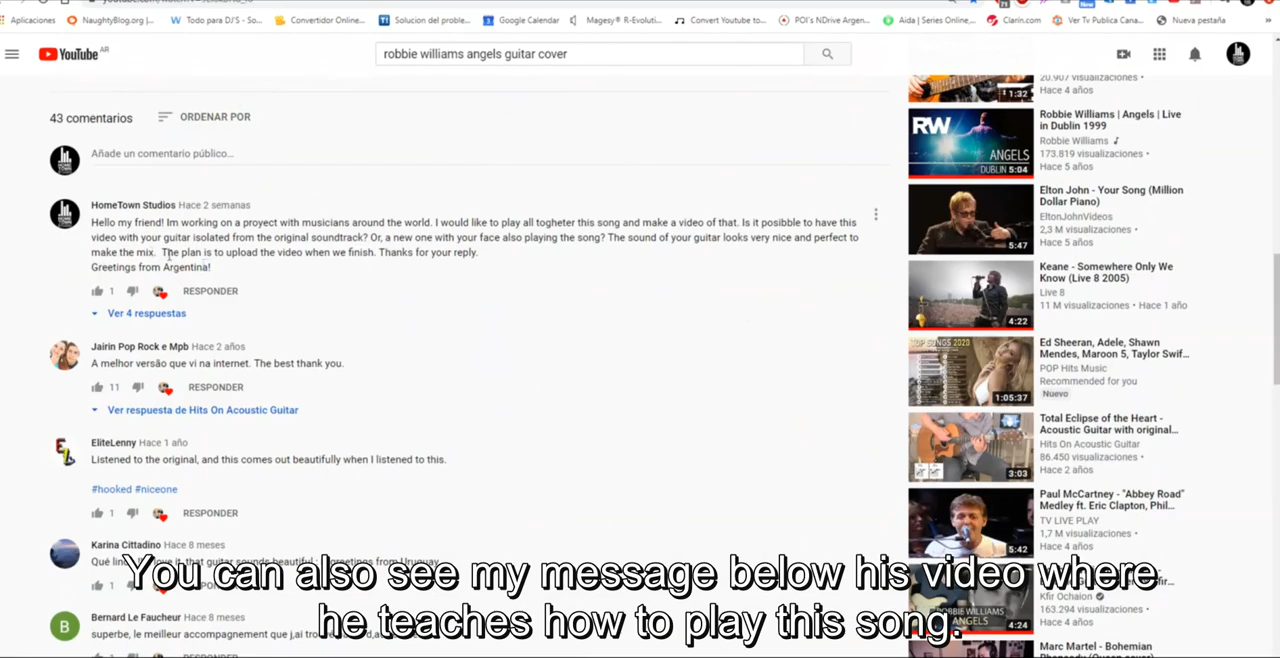 Aplicaciones
NaughtyBlog.org |...
Todo para DJ'S - So...
Convertidor Online...
Solucion del proble...
Google Calendar
Magesy® R-Evoluti...
Convert Youtube to...
POI's NDrive Argen...
Aida | Series Online,...
Clarin.com
Ver Tv Publica Cana...
Nueva pestaña
YouTube AR
robbie williams angels guitar cover
43 comentarios
ORDENAR POR
Añade un comentario público...
HomeTown Studios Hace 2 semanas
Hello my friend! Im working on a proyect with musicians around the world. I would like to play all togheter this song and make a video of that. Is it posibble to have this
video with your guitar isolated from the original soundtrack? Or, a new one with your face also playing the song? The sound of your guitar looks very nice and perfect to
make the mix. The plan is to upload the video when we finish. Thanks for your reply.
Greetings from Argentina!
1 RESPONDER
Ver 4 respuestas
Jairin Pop Rock e Mpb Hace 2 años
A melhor versão que vi na internet. The best thank you.
11 RESPONDER
Ver respuesta de Hits On Acoustic Guitar
EliteLenny Hace 1 año
Listened to the original, and this comes out beautifully when I listened to this.
#hooked #niceone
1 RESPONDER
Karina Cittadino Hace 8 meses
B
Bernard Le Faucheur Hace 8 meses
superbe, le meilleur accompagnement que j,ai
20.907 visualizaciones •
Hace 4 años
1:32
Robbie Williams | Angels | Live
in Dublin 1999
Robbie Williams
173.819 visualizaciones •
Hace 5 años
RW
ANGELS
DUBLIN 5:04
Elton John - Your Song (Million
Dollar Piano)
EltonJohnVideos
2,3 M visualizaciones •
Hace 5 años
5:47
Keane - Somewhere Only We
Know (Live 8 2005)
Live 8
11 M visualizaciones • Hace 1 año
4:22
Ed Sheeran, Adele, Shawn
Mendes, Maroon 5, Taylor Swif...
POP Hits Music
Recommended for you
Nuevo
TOP SONGS 2020
1:05:37
Total Eclipse of the Heart -
Acoustic Guitar with original...
Hits On Acoustic Guitar
86.450 visualizaciones •
Hace 2 años
3:03
Paul McCartney - "Abbey Road"
Medley ft. Eric Clapton, Phil...
TV LIVE PLAY
1,7 M visualizaciones •
Hace 4 años
5:42
Kfir Ochaion
163.294 visualizaciones •
Hace 4 años
ROBBIE WILLIAMS
ANGELS
4:24
Marc Martel - Bohemian
You can also see my message below his video where
he teaches how to play this song.